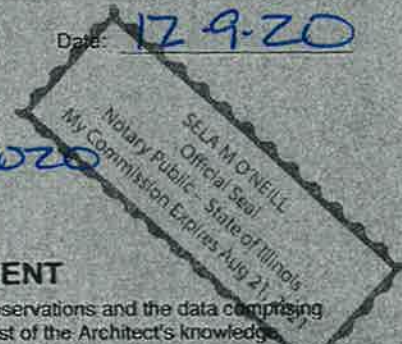 Date: 12-9-20
SELA M O'NEILL
Official Seal
Notary Public - State of Illinois
My Commission Expires Aug 21, 2021
020
ENT
servations and the data comprising
st of the Architect's knowledge,